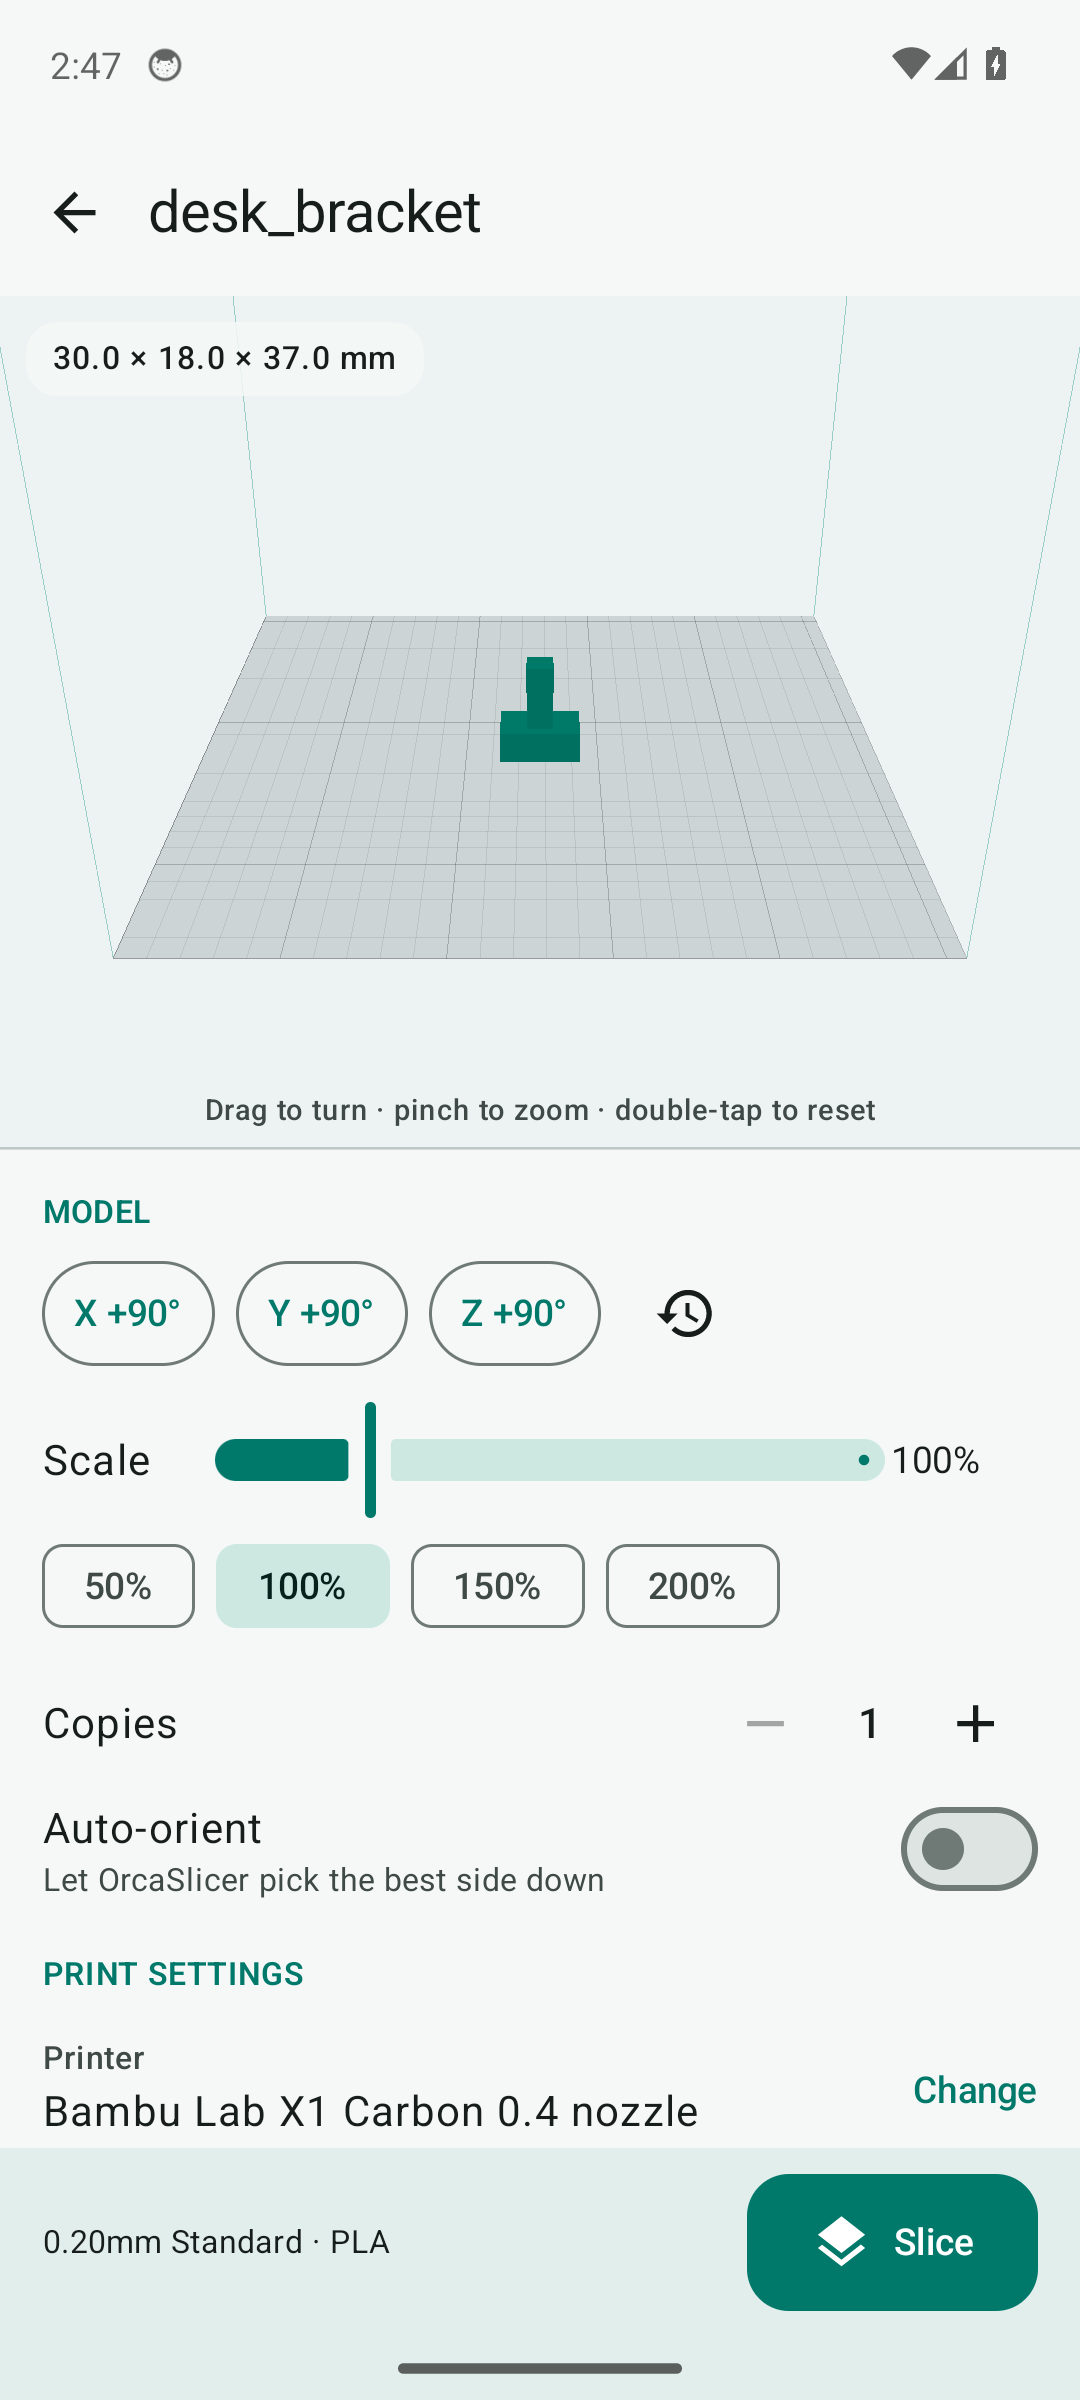 2:47
desk_bracket
30.0 × 18.0 × 37.0 mm
Drag to turn · pinch to zoom · double-tap to reset
MODEL
X +90° Y +90° Z +90°
Scale 100%
50% 100% 150% 200%
Copies 1
Auto-orient
Let OrcaSlicer pick the best side down
PRINT SETTINGS
Printer
Bambu Lab X1 Carbon 0.4 nozzle
Change
0.20mm Standard · PLA
Slice